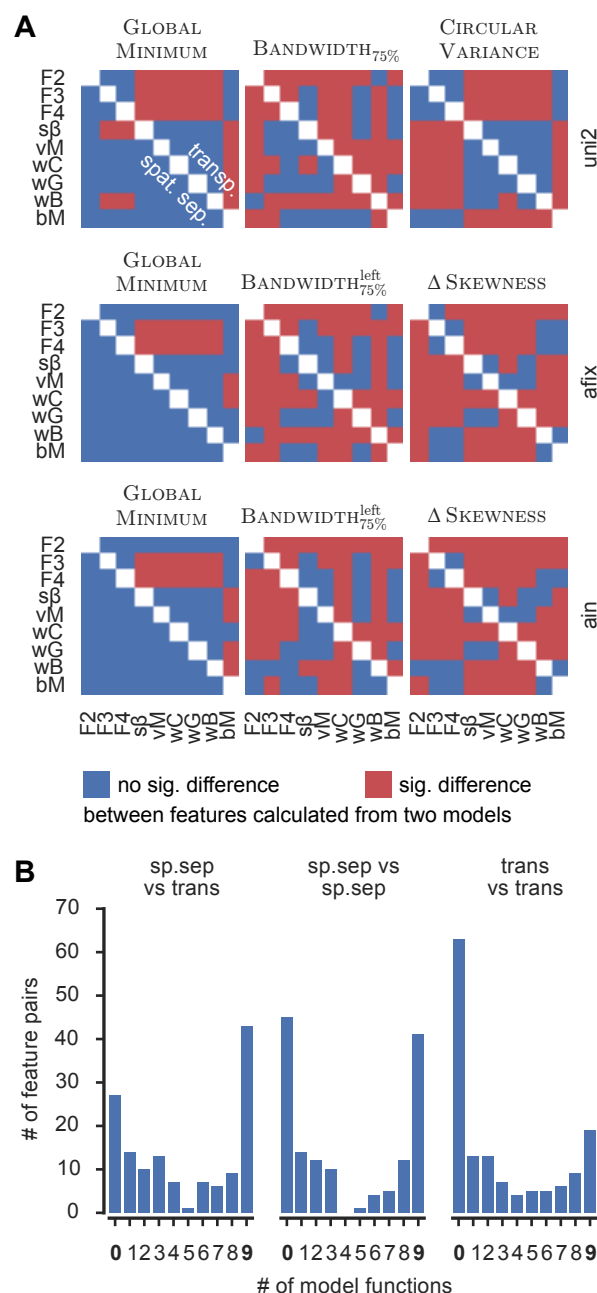 A
GLOBAL MINIMUM
BANDWIDTH75%
CIRCULAR VARIANCE
F2
F3
F4
sβ
vM
wC
wG
wB
bM
transp.
spat. sep.
uni2
GLOBAL MINIMUM
BANDWIDTH left 75%
Δ SKEWNESS
F2
F3
F4
sβ
vM
wC
wG
wB
bM
afix
GLOBAL MINIMUM
BANDWIDTH left 75%
Δ SKEWNESS
F2
F3
F4
sβ
vM
wC
wG
wB
bM
ain
F2 F3 F4 sβ vM wC wG wB bM F2 F3 F4 sβ vM wC wG wB bM F2 F3 F4 sβ vM wC wG wB bM
no sig. difference sig. difference
between features calculated from two models
B
sp.sep vs trans
sp.sep vs sp.sep
trans vs trans
# of feature pairs
70
60
50
40
30
20
10
0
0 1 2 3 4 5 6 7 8 9 0 1 2 3 4 5 6 7 8 9 0 1 2 3 4 5 6 7 8 9
# of model functions